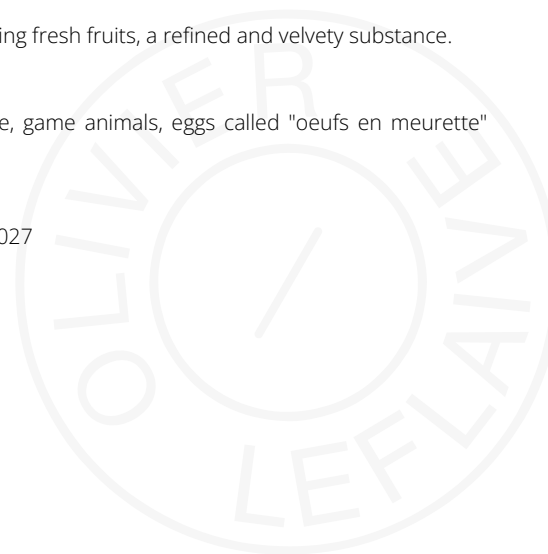 ing fresh fruits, a refined and velvety substance.
e, game animals, eggs called "oeufs en meurette"
027
OLIVIER
LEFLAIVE